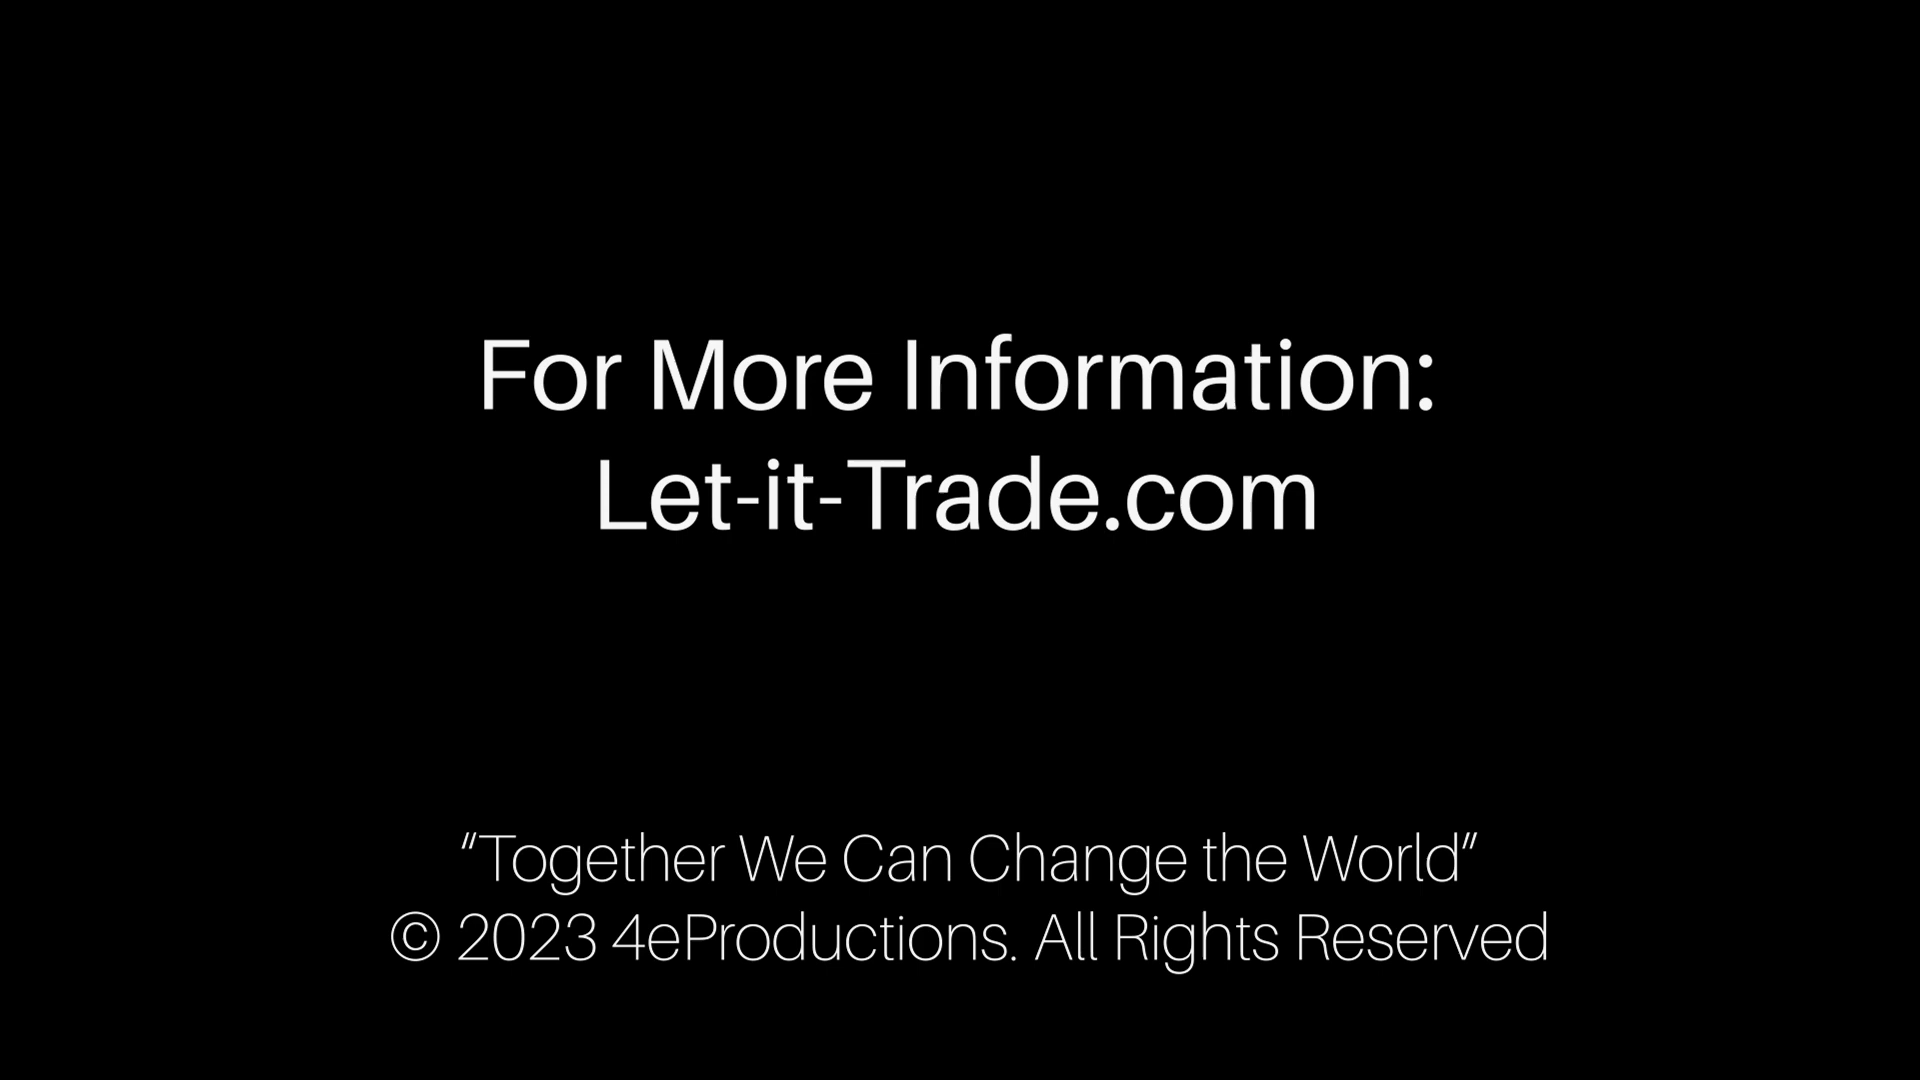 For More Information:
Let-it-Trade.com
“Together We Can Change the World”
© 2023 4eProductions. All Rights Reserved